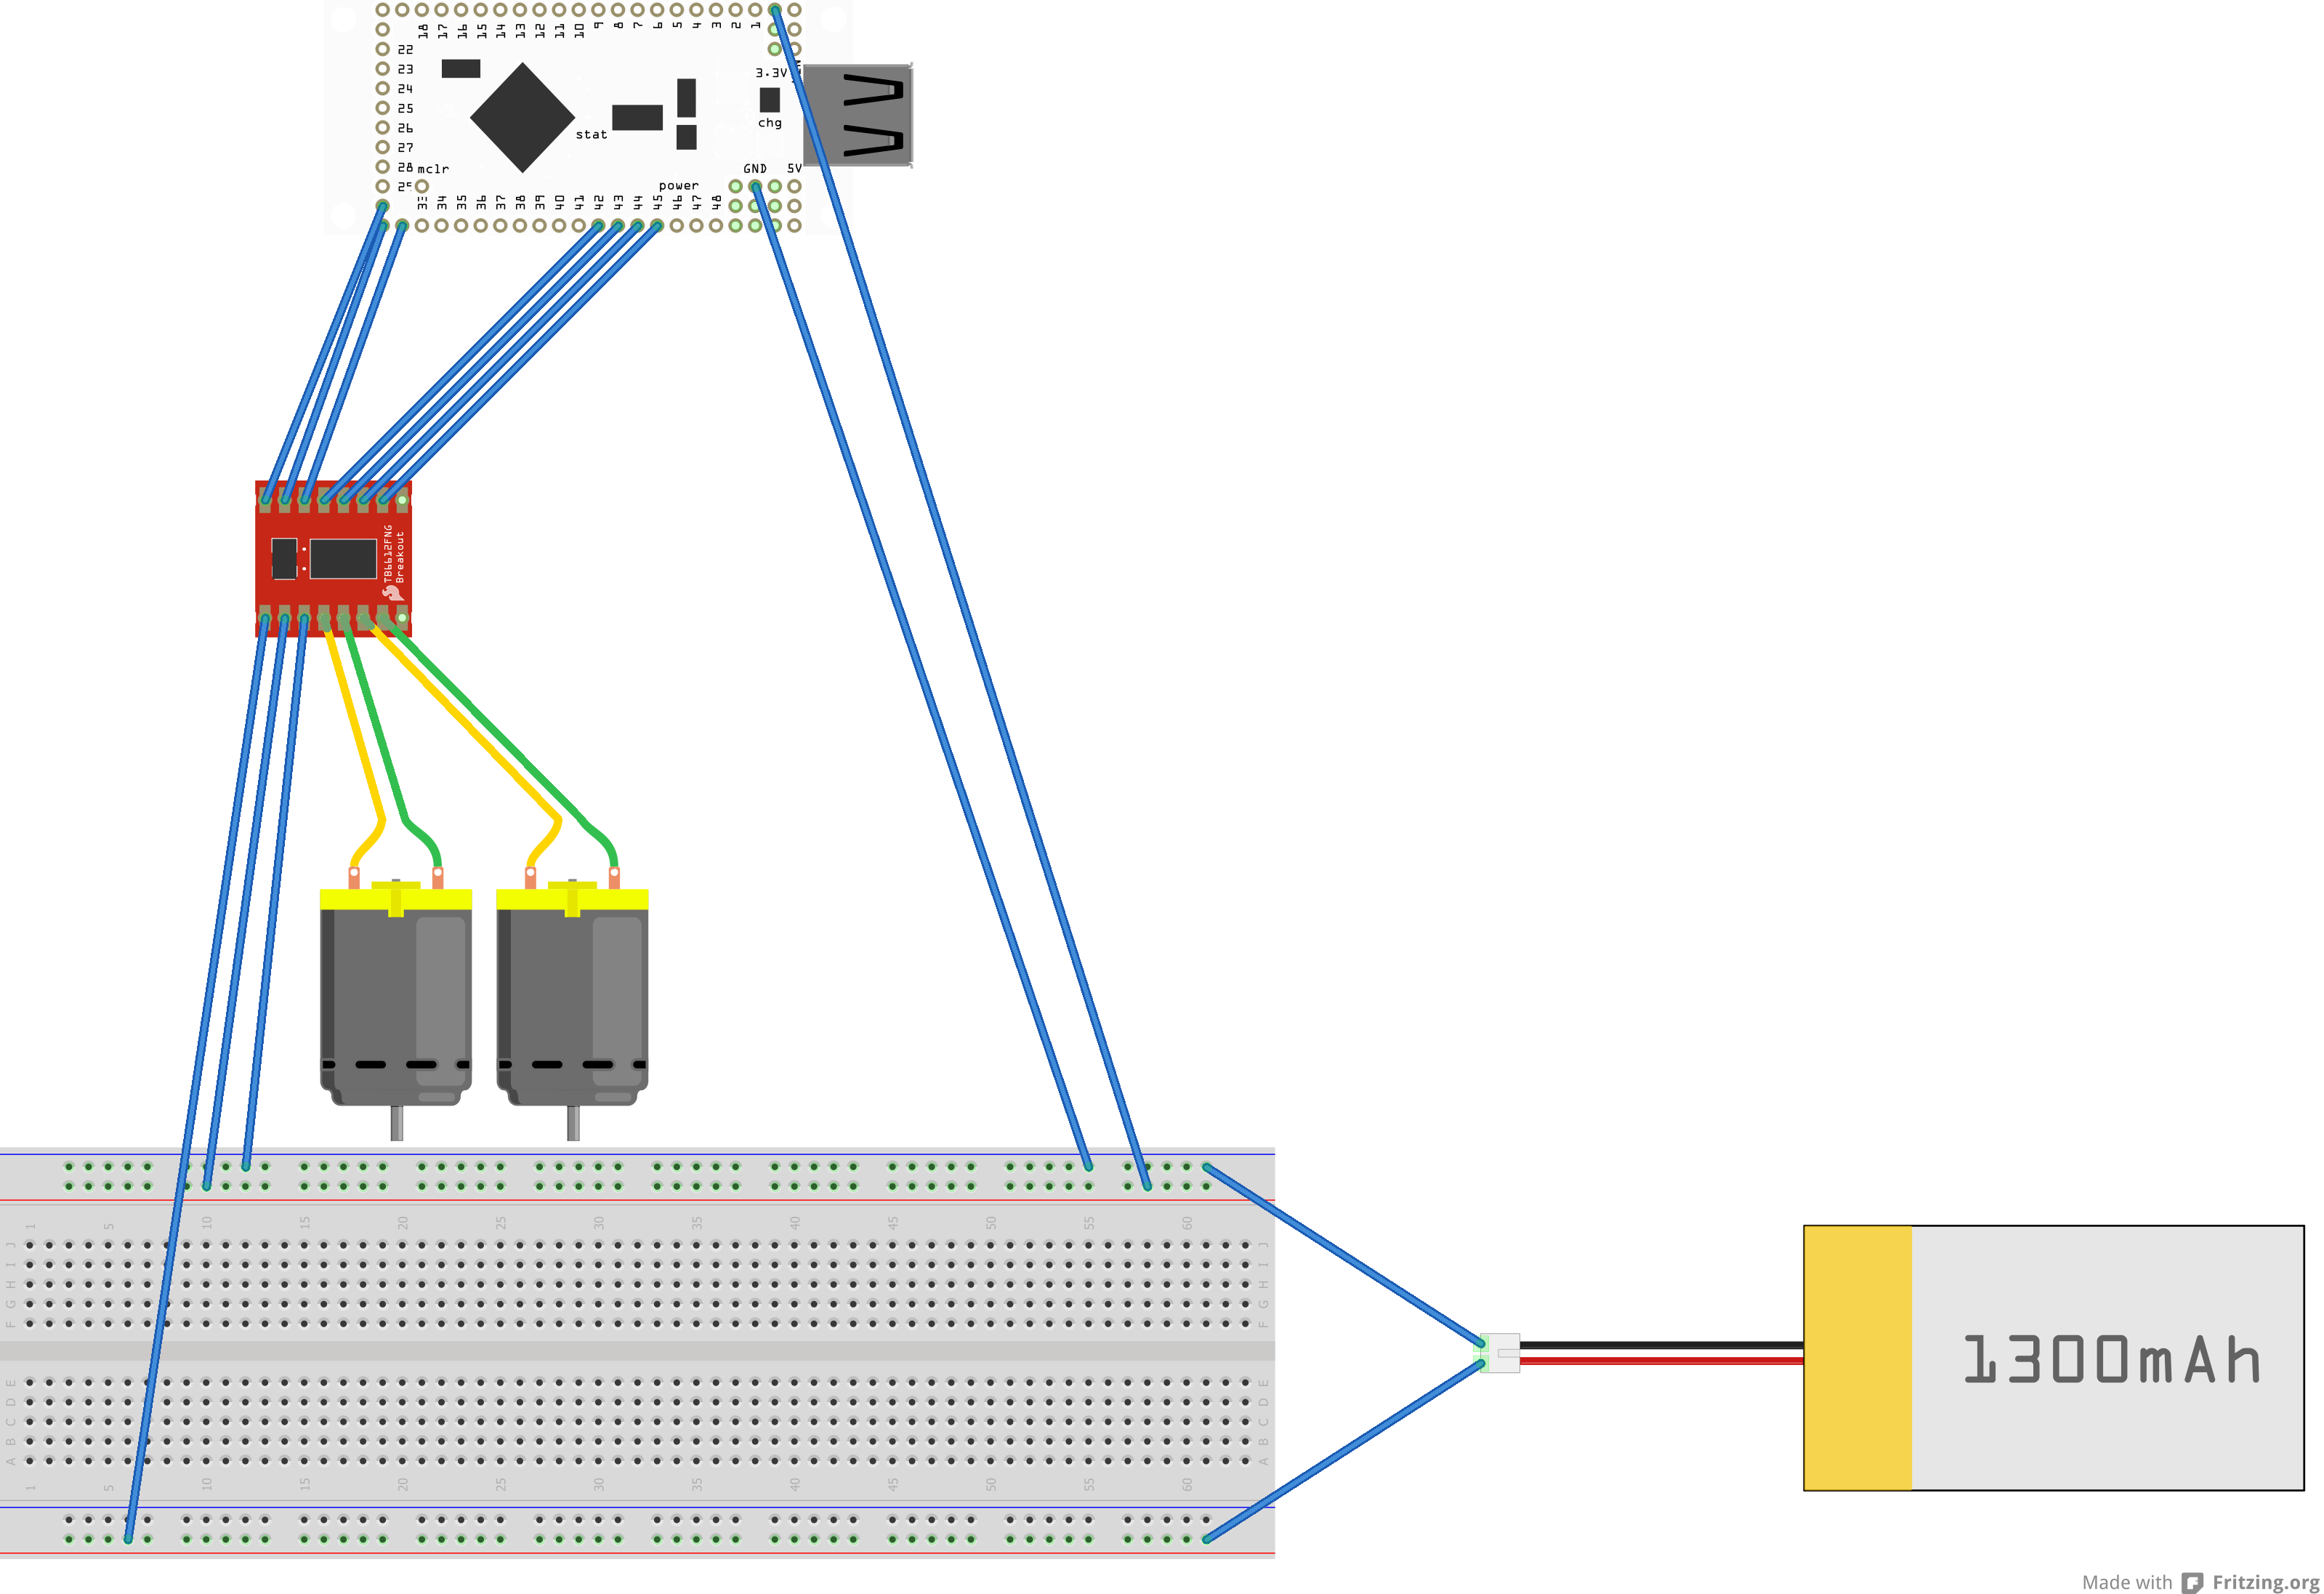 18 17 16 15 14 13 12 11 10 9 8 7 6 5 4 3 2 1
22
23
3.3V
24
25
chg
26
stat
27
28 mclr
GND 5V
power
34 35 36 37 38 39 40 41 42 43 44 45 46 47 48
TB6612FNG
Breakout
1 5 10 15 20 25 30 35 40 45 50 55 60
J J
I I
H H
G G
F F
1300mAh
E E
D D
C C
B B
A A
1 5 10 15 20 25 30 35 40 45 50 55 60
Made with Fritzing.org